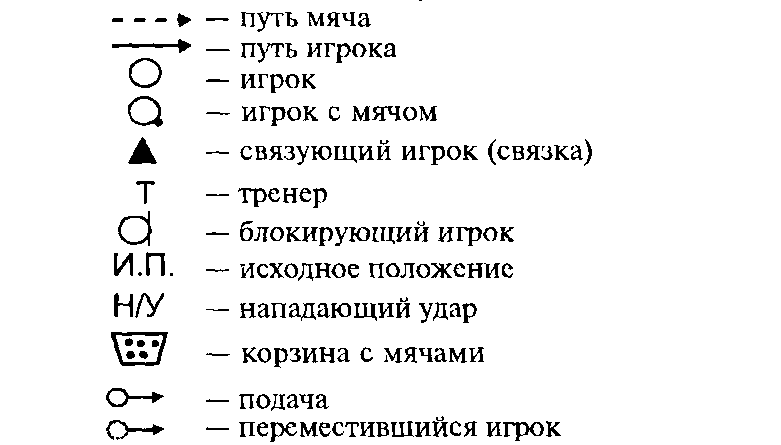 — путь мяча
— путь игрока
— игрок
— игрок с мячом
— связующий игрок (связка)
Т — тренер
— блокирующий игрок
И.П. — исходное положение
Н/У — нападающий удар
— корзина с мячами
— подача
— переместившийся игрок